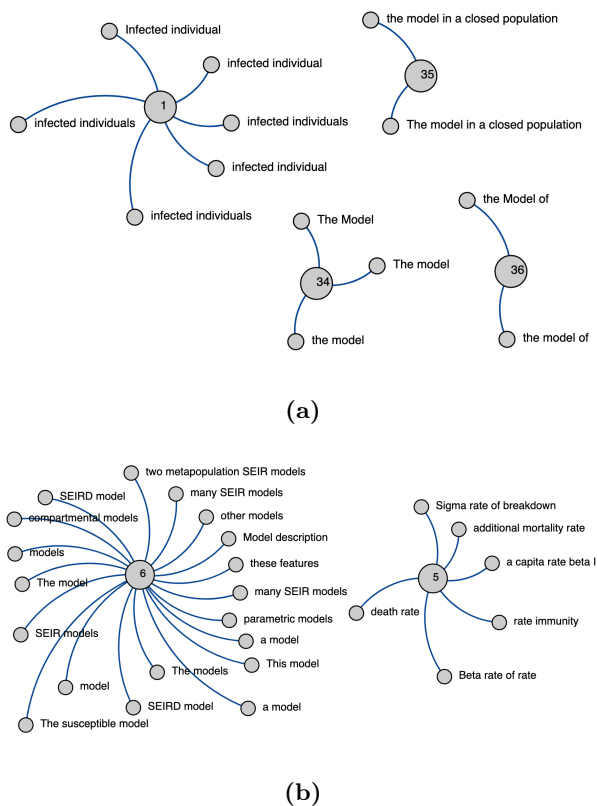 Infected individual
infected individual
1
infected individuals
infected individuals
infected individual
infected individuals
the model in a closed population
35
The model in a closed population
The Model
The model
34
the model
the Model of
36
the model of
(a)
two metapopulation SEIR models
SEIRD model
many SEIR models
compartmental models
other models
models
Model description
The model
6
these features
many SEIR models
parametric models
SEIR models
a model
This model
The models
model
SEIRD model
a model
The susceptible model
Sigma rate of breakdown
additional mortality rate
a capita rate beta I
5
death rate
rate immunity
Beta rate of rate
(b)